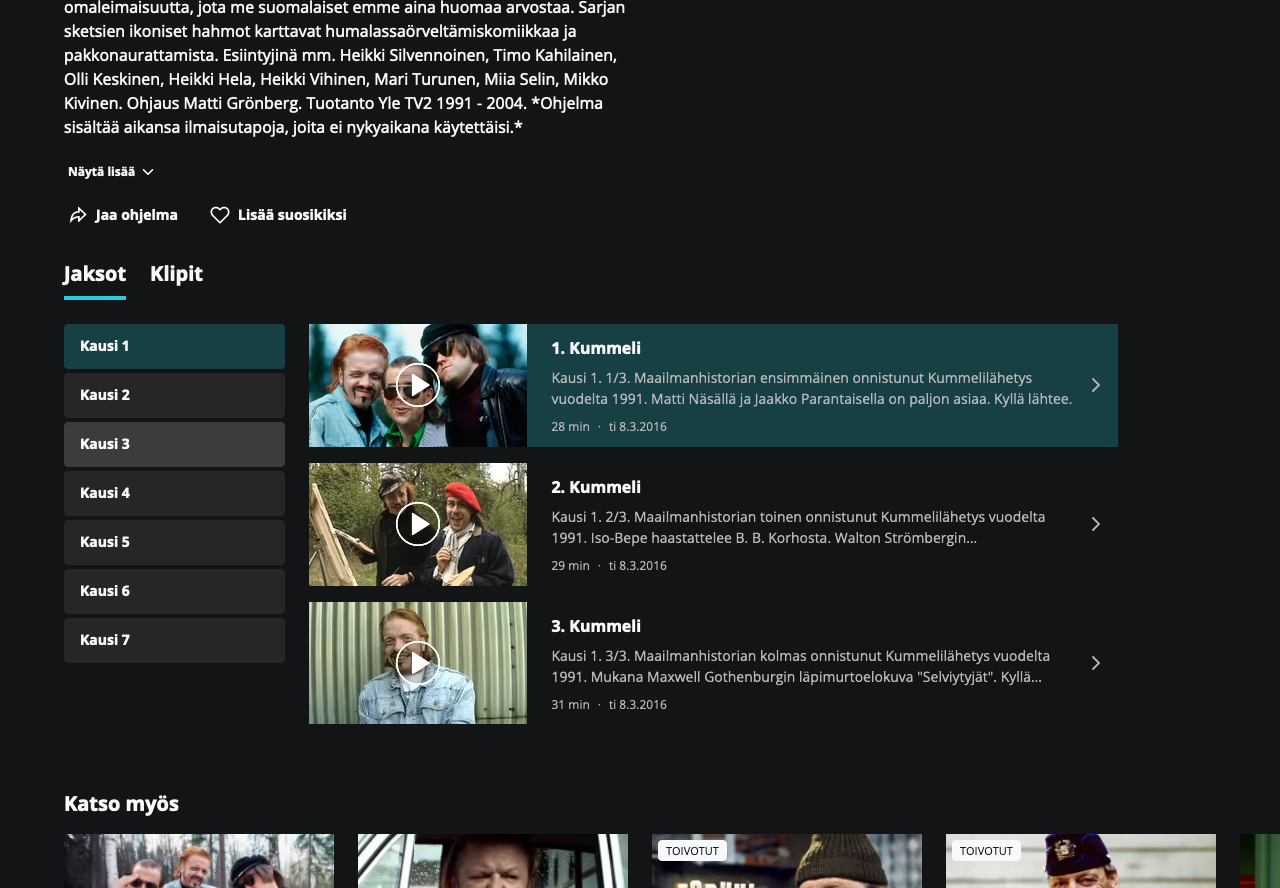 omaleimaisuutta, jota me suomalaiset emme aina huomaa arvostaa. Sarjan
sketsien ikoniset hahmot karttavat humalassaörveltämiskomiikkaa ja
pakkonaurattamista. Esiintyjinä mm. Heikki Silvennoinen, Timo Kahilainen,
Olli Keskinen, Heikki Hela, Heikki Vihinen, Mari Turunen, Miia Selin, Mikko
Kivinen. Ohjaus Matti Grönberg. Tuotanto Yle TV2 1991 - 2004. *Ohjelma
sisältää aikansa ilmaisutapoja, joita ei nykyaikana käytettäisi.*
Näytä lisää
Jaa ohjelma
Lisää suosikiksi
Jaksot
Klipit
Kausi 1
Kausi 2
Kausi 3
Kausi 4
Kausi 5
Kausi 6
Kausi 7
1. Kummeli
Kausi 1. 1/3. Maailmanhistorian ensimmäinen onnistunut Kummelilähetys
vuodelta 1991. Matti Näsällä ja Jaakko Parantaisella on paljon asiaa. Kyllä lähtee.
28 min · ti 8.3.2016
2. Kummeli
Kausi 1. 2/3. Maailmanhistorian toinen onnistunut Kummelilähetys vuodelta
1991. Iso-Bepe haastattelee B. B. Korhosta. Walton Strömbergin...
29 min · ti 8.3.2016
3. Kummeli
Kausi 1. 3/3. Maailmanhistorian kolmas onnistunut Kummelilähetys vuodelta
1991. Mukana Maxwell Gothenburgin läpimurtoelokuva "Selviytyjät". Kyllä...
31 min · ti 8.3.2016
Katso myös
TOIVOTUT
TOIVOTUT